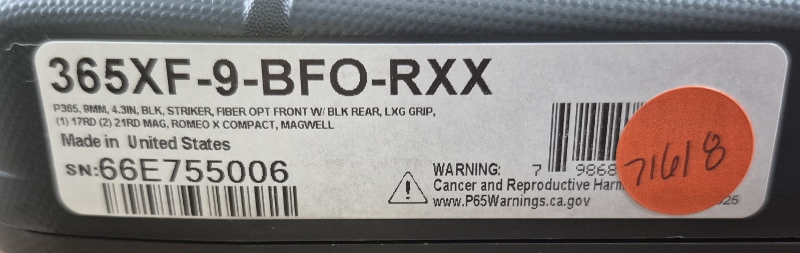 365XF-9-BFO-RXX
P365, 9MM, 4.3IN, BLK, STRIKER, FIBER OPT FRONT W/ BLK REAR, LXG GRIP,
(1) 17RD (2) 21RD MAG, ROMEO X COMPACT, MAGWELL
Made in United States
SN:66E755006
WARNING:
Cancer and Reproductive
www.P65Warnings.ca.gov
7 9868
71618